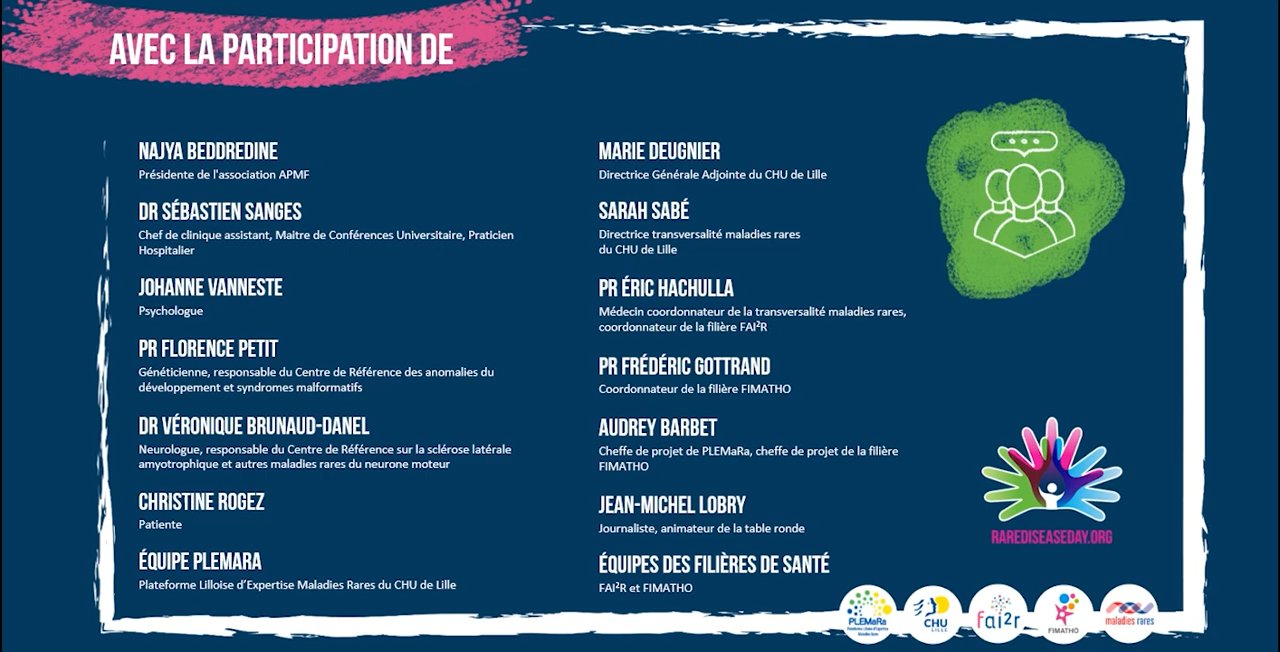 AVEC LA PARTICIPATION DE
NAJYA BEDDREDINE
Présidente de l'association APMF
DR SÉBASTIEN SANGES
Chef de clinique assistant, Maitre de Conférences Universitaire, Praticien
Hospitalier
JOHANNE VANNESTE
Psychologue
PR FLORENCE PETIT
Généticienne, responsable du Centre de Référence des anomalies du
développement et syndromes malformatifs
DR VÉRONIQUE BRUNAUD-DANEL
Neurologue, responsable du Centre de Référence sur la sclérose latérale
amyotrophique et autres maladies rares du neurone moteur
CHRISTINE ROGEZ
Patiente
ÉQUIPE PLEMARA
Plateforme Lilloise d'Expertise Maladies Rares du CHU de Lille
MARIE DEUGNIER
Directrice Générale Adjointe du CHU de Lille
SARAH SABÉ
Directrice transversalité maladies rares
du CHU de Lille
PR ÉRIC HACHULLA
Médecin coordonnateur de la transversalité maladies rares,
coordonnateur de la filière FAI²R
PR FRÉDÉRIC GOTTRAND
Coordonnateur de la filière FIMATHO
AUDREY BARBET
Cheffe de projet de PLEMaRa, cheffe de projet de la filière
FIMATHO
JEAN-MICHEL LOBRY
Journaliste, animateur de la table ronde
ÉQUIPES DES FILIÈRES DE SANTÉ
FAI²R et FIMATHO
RAREDISEASEDAY.ORG
PLEMaRa
CHU
LILLE
fai2r
FIMATHO
maladies rares